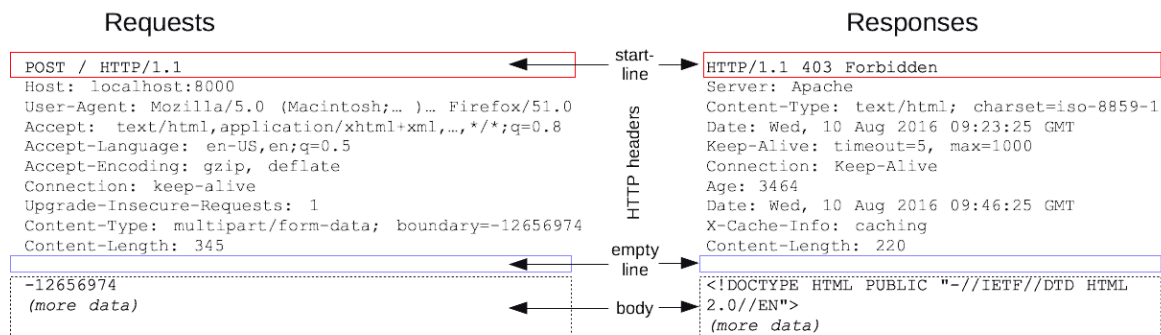 Requests
POST / HTTP/1.1
Host: localhost:8000
User-Agent: Mozilla/5.0 (Macintosh;… )… Firefox/51.0
Accept: text/html,application/xhtml+xml,…,*/*;q=0.8
Accept-Language: en-US,en;q=0.5
Accept-Encoding: gzip, deflate
Connection: keep-alive
Upgrade-Insecure-Requests: 1
Content-Type: multipart/form-data; boundary=-12656974
Content-Length: 345
-12656974
(more data)
start-
line
HTTP headers
empty
line
body
Responses
HTTP/1.1 403 Forbidden
Server: Apache
Content-Type: text/html; charset=iso-8859-1
Date: Wed, 10 Aug 2016 09:23:25 GMT
Keep-Alive: timeout=5, max=1000
Connection: Keep-Alive
Age: 3464
Date: Wed, 10 Aug 2016 09:46:25 GMT
X-Cache-Info: caching
Content-Length: 220
<!DOCTYPE HTML PUBLIC "-//IETF//DTD HTML
2.0//EN">
(more data)